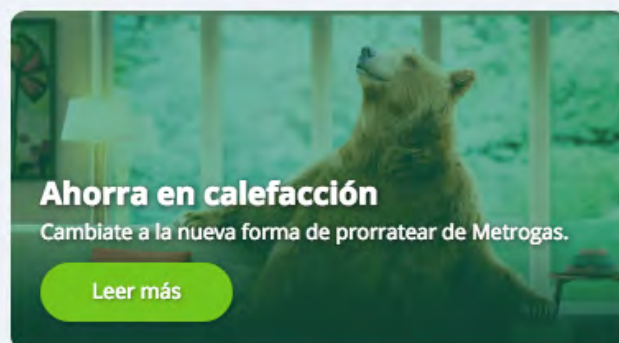 Ahorra en calefacción
Cambiate a la nueva forma de prorratear de Metrogas.
Leer más